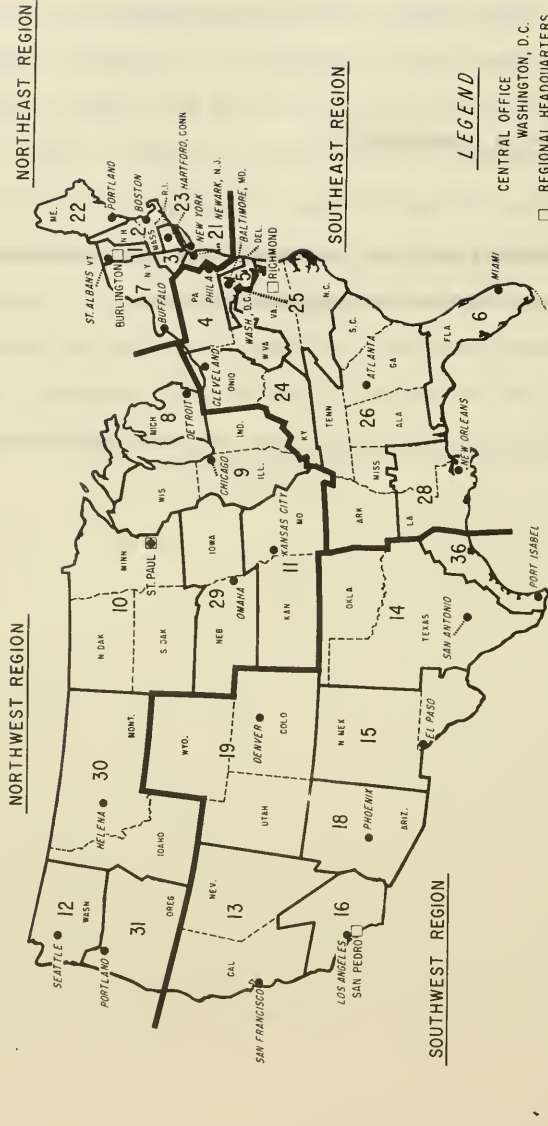 NORTHWEST REGION
NORTHEAST REGION
SOUTHWEST REGION
SOUTHEAST REGION
SEATTLE
12
WASN
PORTLAND
31
OREG
HELENA
30
MONT.
IDAHO
N DAK
10
S. DAK
MINN
ST. PAUL
WIS
MICH
8
DETROIT
NEB
29
OMAHA
IOWA
CHICAGO
9
ILL.
IND.
OHIO
CLEVELAND
24
KY
KAN
11
KANSAS CITY
MO
WYO.
19
DENVER
COLO
UTAH
NEV.
13
CAL
SAN FRANCISCO
16
LOS ANGELES
SAN PEDRO
18
PHOENIX
ARIZ.
N MEX
15
EL PASO
OKLA
14
TEXAS
SAN ANTONIO
36
PORT ISABEL
ARK
LA
28
NEW ORLEANS
MISS
ALA
26
TENN
ATLANTA
GA
S.C.
N.C.
FLA
6
MIAMI
ST. ALBANS VT
BURLINGTON
ME.
22
PORTLAND
N H
BOSTON
MASS
2
R.I.
3
23
HARTFORD, CONN
NEW YORK
21
NEWARK, N.J.
BALTIMORE, MD.
DEL.
7
N Y
BUFFALO
PA
4
PHILA
5
WASH, D.C.
RICHMOND
25
VA.
W VA
LEGEND
CENTRAL OFFICE
WASHINGTON, D.C.
□ REGIONAL HEADQUARTERS